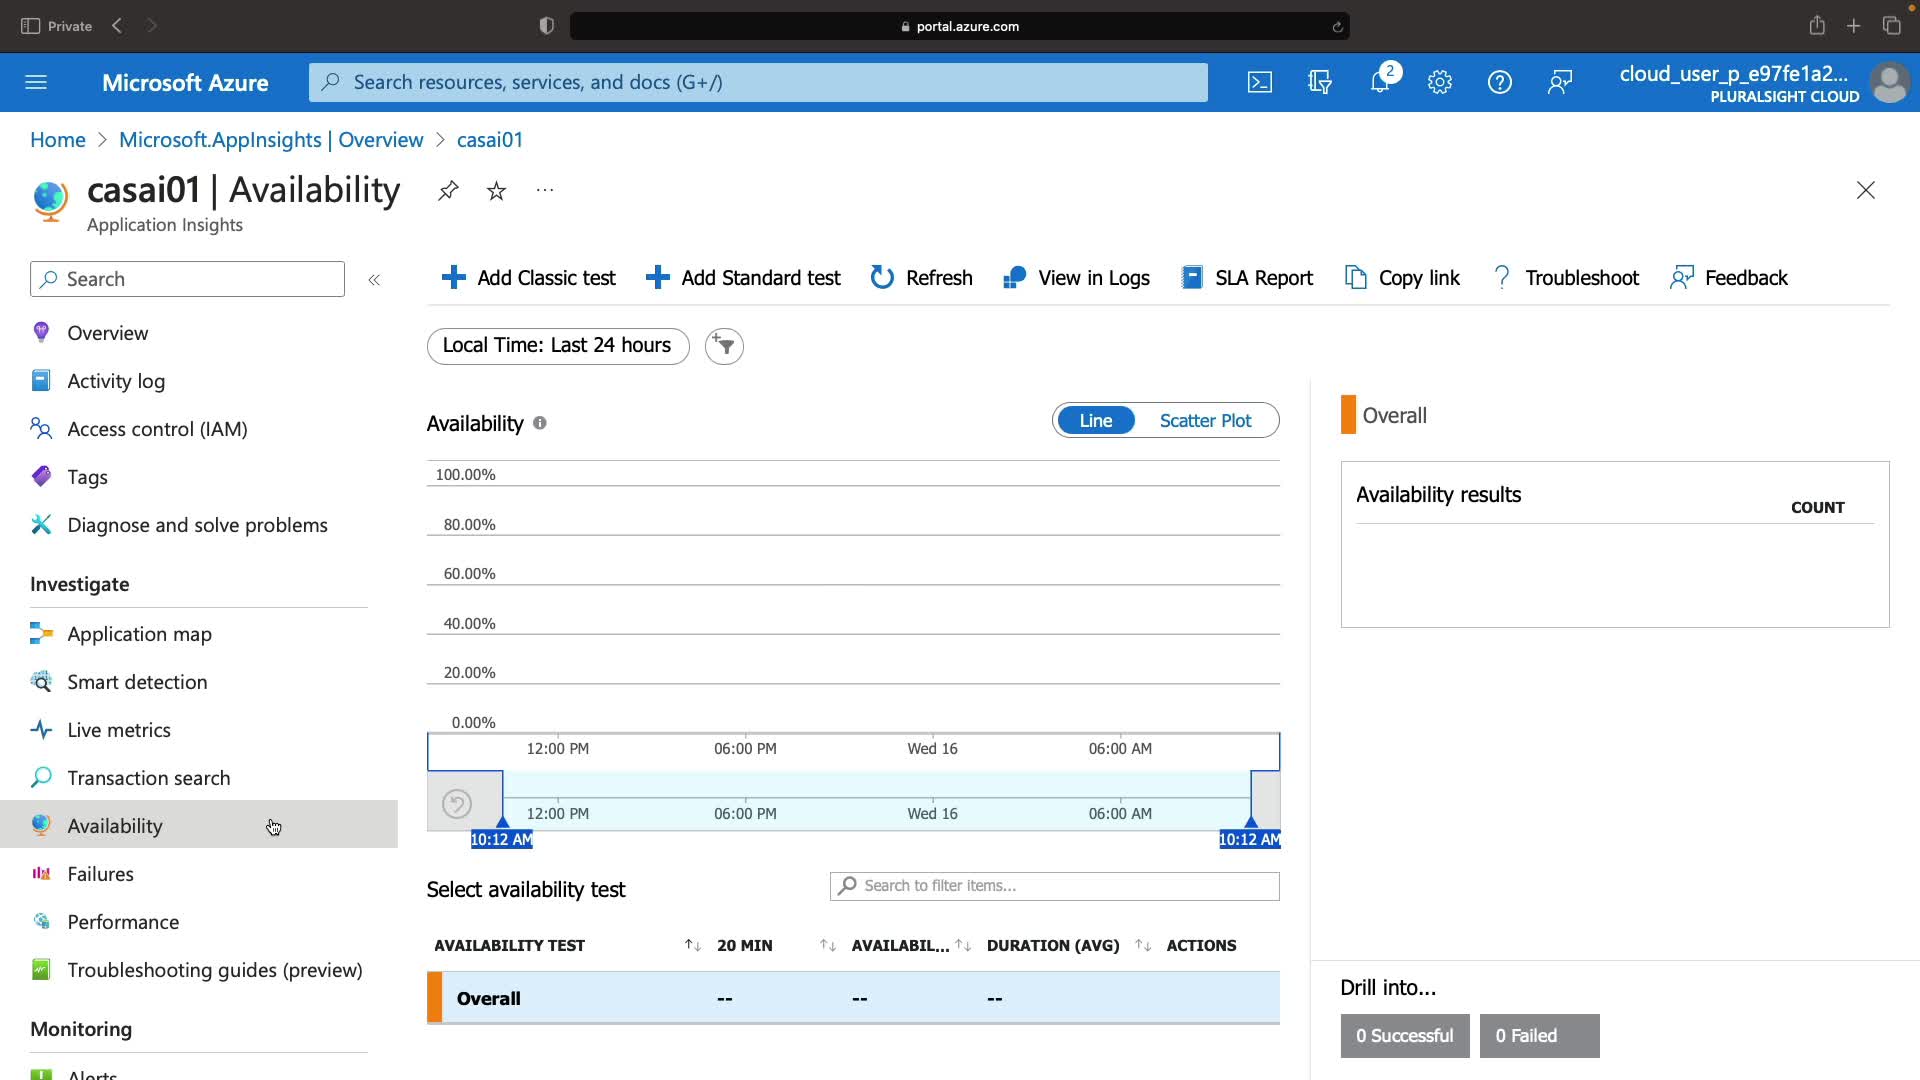 Private
portal.azure.com
Microsoft Azure
Search resources, services, and docs (G+/)
2
cloud_user_p_e97fe1a2...
PLURALSIGHT CLOUD
Home > Microsoft.AppInsights | Overview > casai01
casai01 | Availability
...
Application Insights
Search
Add Classic test
Add Standard test
Refresh
View in Logs
SLA Report
Copy link
Troubleshoot
Feedback
Overview
Activity log
Access control (IAM)
Tags
Diagnose and solve problems
Investigate
Application map
Smart detection
Live metrics
Transaction search
Availability
Failures
Performance
Troubleshooting guides (preview)
Monitoring
Alerts
Local Time: Last 24 hours
Availability
Line
Scatter Plot
100.00%
80.00%
60.00%
40.00%
20.00%
0.00%
12:00 PM 06:00 PM Wed 16 06:00 AM
12:00 PM 06:00 PM Wed 16 06:00 AM
10:12 AM 10:12 AM
Select availability test
Search to filter items...
AVAILABILITY TEST 20 MIN AVAILABIL... DURATION (AVG) ACTIONS
Overall -- -- --
Overall
Availability results
COUNT
Drill into...
0 Successful
0 Failed